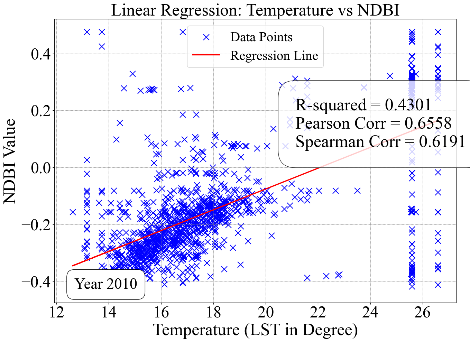 Linear Regression: Temperature vs NDBI
Data Points
Regression Line
R-squared = 0.4301
Pearson Corr = 0.6558
Spearman Corr = 0.6191
NDBI Value
0.4
0.2
0.0
−0.2
−0.4
Year 2010
12 14 16 18 20 22 24 26
Temperature (LST in Degree)